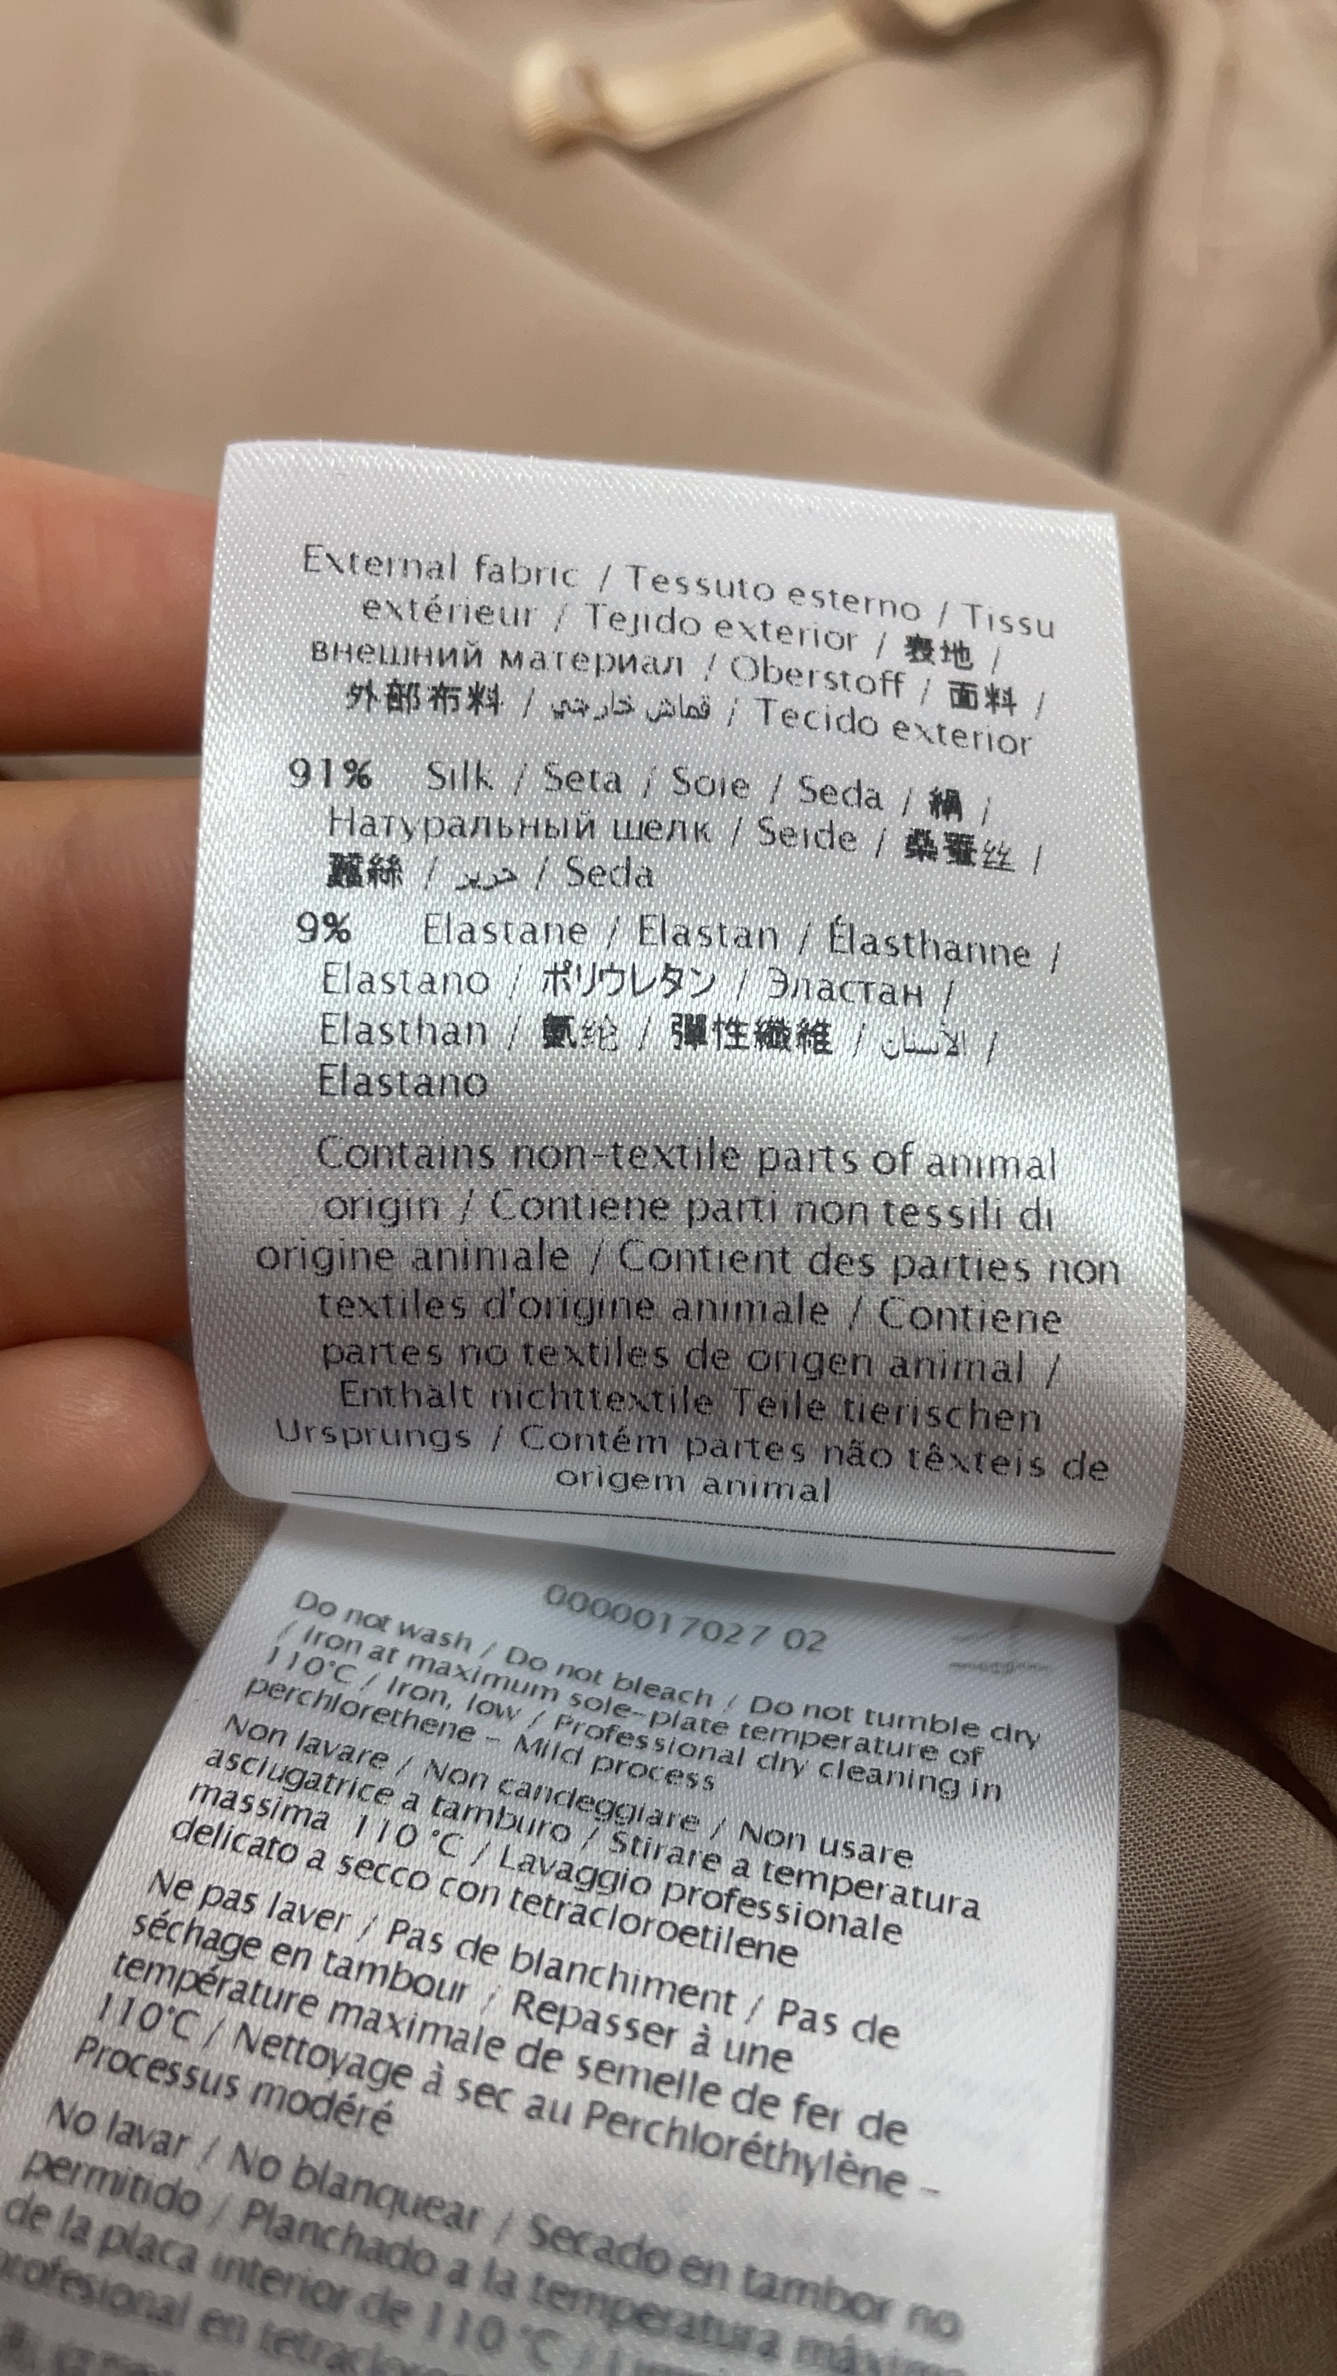 External fabric / Tessuto esterno / Tissu
extérieur / Tejido exterior / 表地 /
внешний материал / Oberstoff / 面料 /
外部布料 / قماش خارجي / Tecido exterior
91% Silk / Seta / Soie / Seda / 絹 /
Натуральный шелк / Seide / 桑蚕丝 /
蠶絲 / حرير / Seda
9% Elastane / Elastan / Élasthanne /
Elastano / ポリウレタン / Эластан /
Elasthan / 氨纶 / 彈性纖維 / الاستان /
Elastano
Contains non-textile parts of animal
origin / Contiene parti non tessili di
origine animale / Contient des parties non
textiles d'origine animale / Contiene
partes no textiles de origen animal /
Enthält nichttextile Teile tierischen
Ursprungs / Contém partes não têxteis de
origem animal
0000017027 02
Do not wash / Do not bleach / Do not tumble dry
/ Iron at maximum sole-plate temperature of
110°C / Iron, low / Professional dry cleaning in
perchlorethene - Mild process
Non lavare / Non candeggiare / Non usare
asciugatrice a tamburo / Stirare a temperatura
massima 110 °C / Lavaggio professionale
delicato a secco con tetracloroetilene
Ne pas laver / Pas de blanchiment / Pas de
séchage en tambour / Repasser à une
température maximale de semelle de fer de
110°C / Nettoyage à sec au Perchloréthylène -
Processus modéré
No lavar / No blanquear / Secado en tambor no
permitido / Planchado a la temperatura máxima
de la placa interior de 110 °C /
profesional en